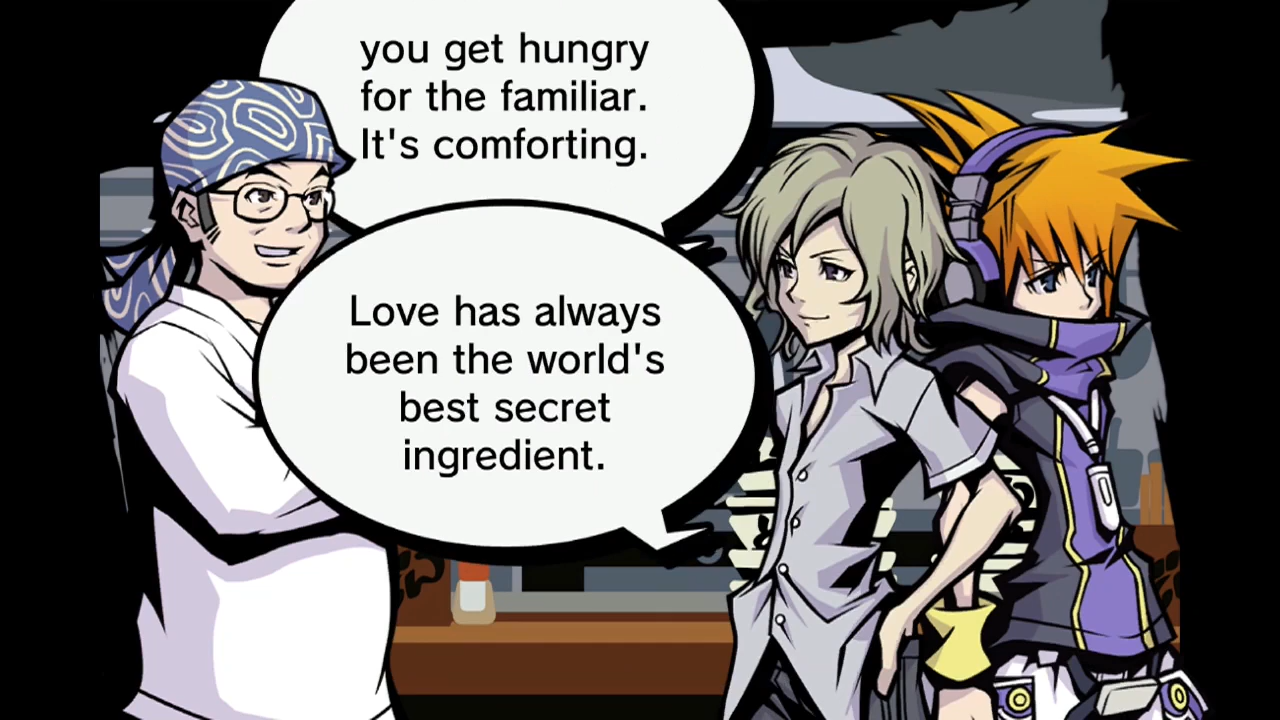 you get hungry
for the familiar.
It's comforting.
Love has always
been the world's
best secret
ingredient.